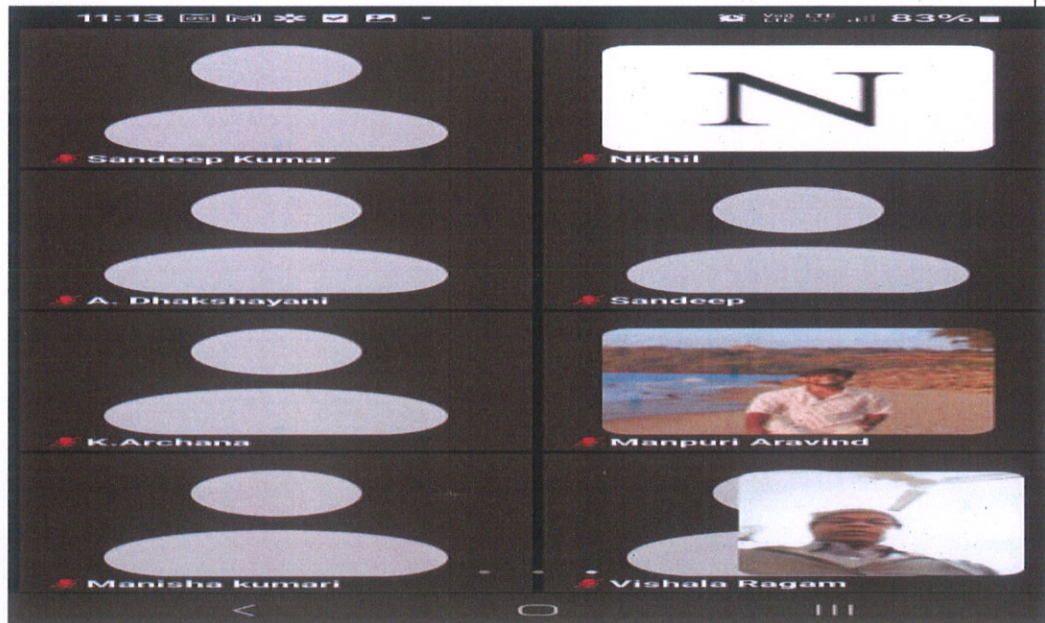 11:13 83%
Sandeep Kumar
N
Nikhil
A. Dhakshayani
Sandeep
K.Archana
Manpuri Aravind
Manisha kumari
Vishala Ragam